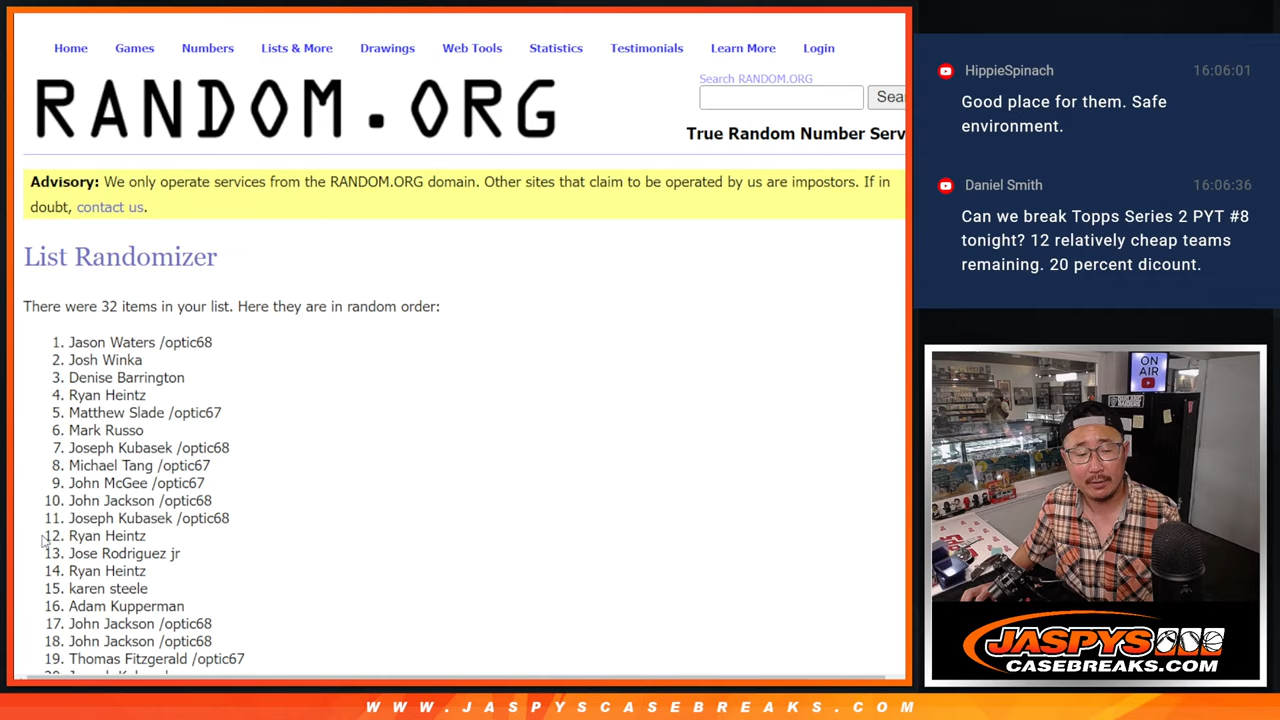 Home Games Numbers Lists & More Drawings Web Tools Statistics Testimonials Learn More Login
RANDOM.ORG
Search RANDOM.ORG
Sea
True Random Number Serv
Advisory: We only operate services from the RANDOM.ORG domain. Other sites that claim to be operated by us are impostors. If in
doubt, contact us.
List Randomizer
There were 32 items in your list. Here they are in random order:
1. Jason Waters /optic68
2. Josh Winka
3. Denise Barrington
4. Ryan Heintz
5. Matthew Slade /optic67
6. Mark Russo
7. Joseph Kubasek /optic68
8. Michael Tang /optic67
9. John McGee /optic67
10. John Jackson /optic68
11. Joseph Kubasek /optic68
12. Ryan Heintz
13. Jose Rodriguez jr
14. Ryan Heintz
15. karen steele
16. Adam Kupperman
17. John Jackson /optic68
18. John Jackson /optic68
19. Thomas Fitzgerald /optic67
HippieSpinach 16:06:01
Good place for them. Safe
environment.
Daniel Smith 16:06:36
Can we break Topps Series 2 PYT #8
tonight? 12 relatively cheap teams
remaining. 20 percent dicount.
ON
AIR
JASPYS
CASEBREAKS.COM
WWW.JASPYSCASEBREAKS.COM